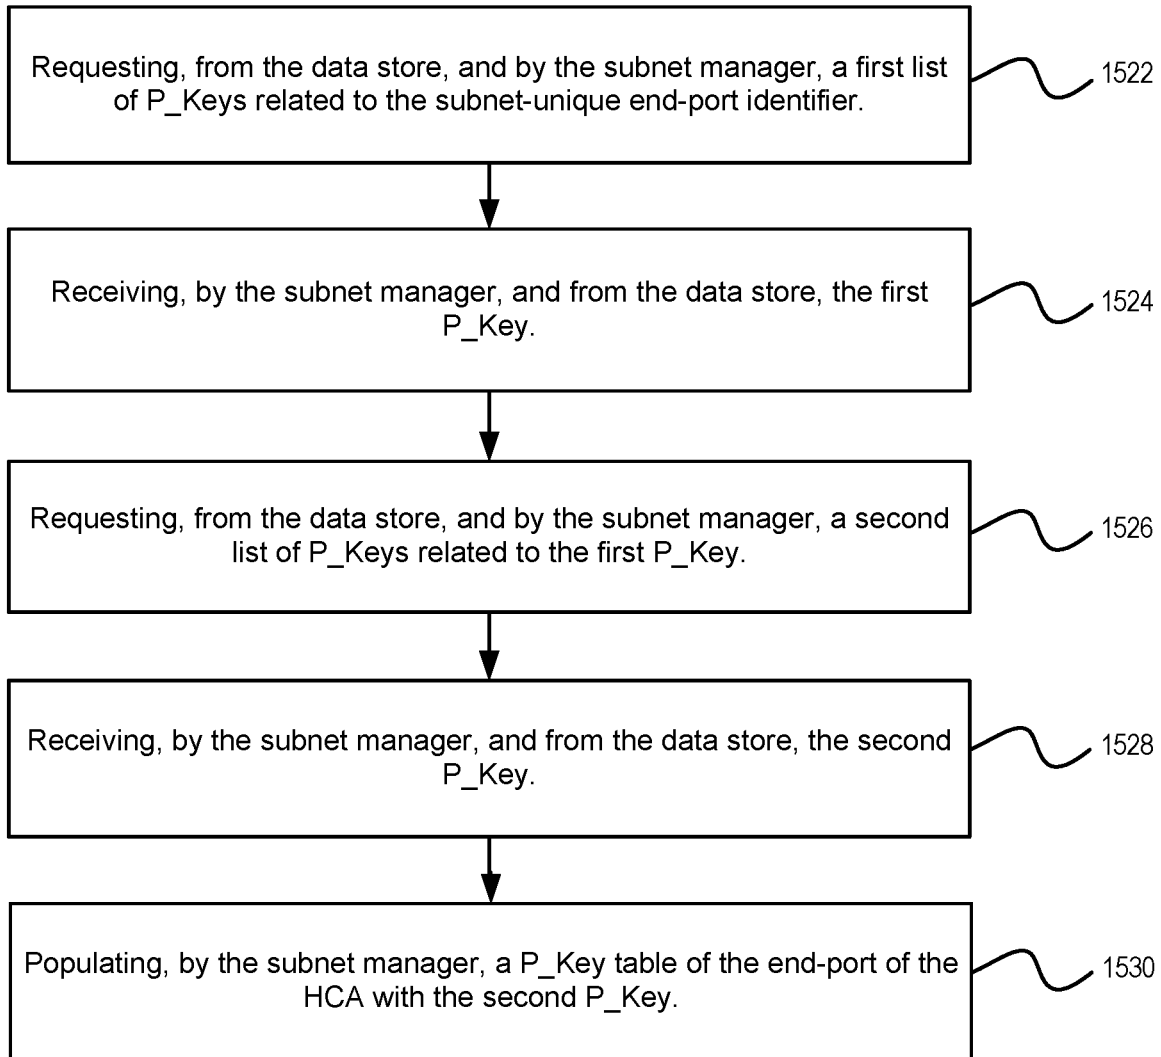 Requesting, from the data store, and by the subnet manager, a first list
of P_Keys related to the subnet-unique end-port identifier.
1522
Receiving, by the subnet manager, and from the data store, the first
P_Key.
1524
Requesting, from the data store, and by the subnet manager, a second
list of P_Keys related to the first P_Key.
1526
Receiving, by the subnet manager, and from the data store, the second
P_Key.
1528
Populating, by the subnet manager, a P_Key table of the end-port of the
HCA with the second P_Key.
1530